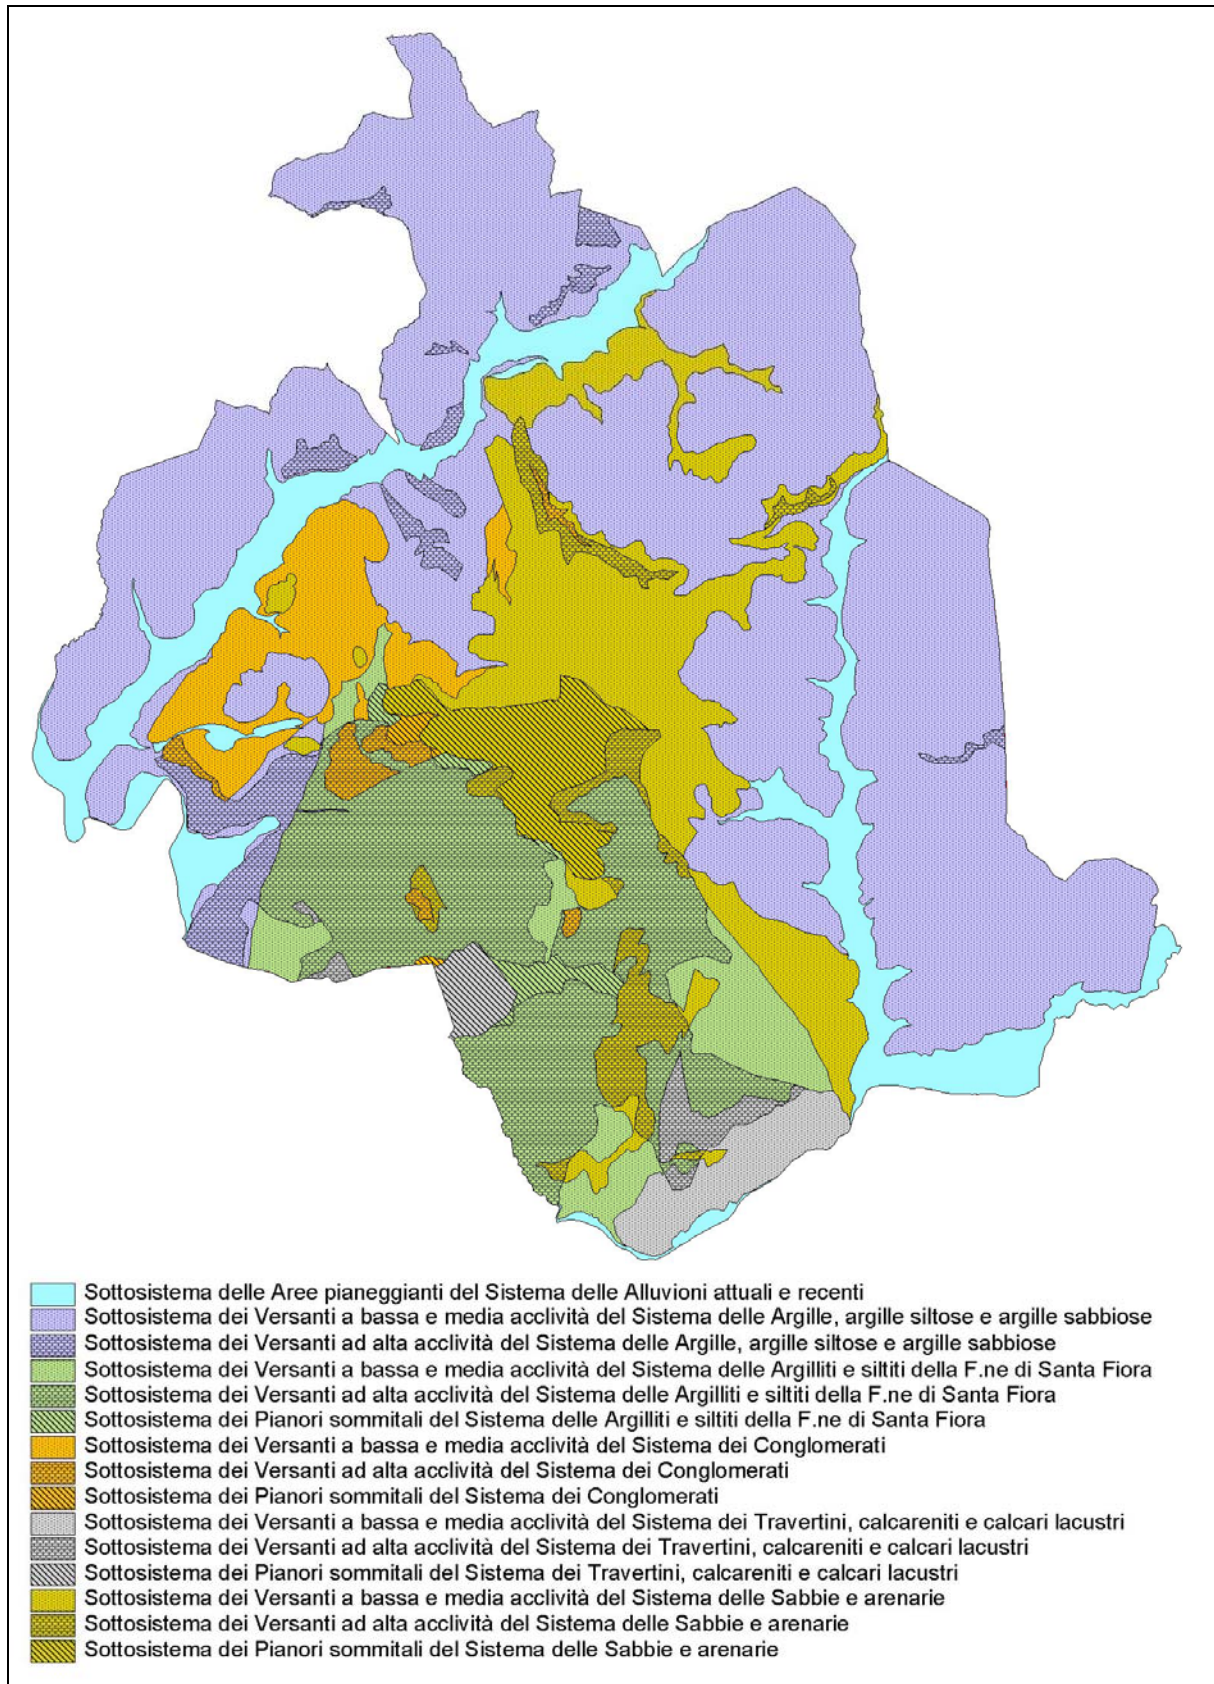 Sottosistema delle Aree pianeggianti del Sistema delle Alluvioni attuali e recenti
Sottosistema dei Versanti a bassa e media acclività del Sistema delle Argille, argille siltose e argille sabbiose
Sottosistema dei Versanti ad alta acclività del Sistema delle Argille, argille siltose e argille sabbiose
Sottosistema dei Versanti a bassa e media acclività del Sistema delle Argilliti e siltiti della F.ne di Santa Fiora
Sottosistema dei Versanti ad alta acclività del Sistema delle Argilliti e siltiti della F.ne di Santa Fiora
Sottosistema dei Pianori sommitali del Sistema delle Argilliti e siltiti della F.ne di Santa Fiora
Sottosistema dei Versanti a bassa e media acclività del Sistema dei Conglomerati
Sottosistema dei Versanti ad alta acclività del Sistema dei Conglomerati
Sottosistema dei Pianori sommitali del Sistema dei Conglomerati
Sottosistema dei Versanti a bassa e media acclività del Sistema dei Travertini, calcareniti e calcari lacustri
Sottosistema dei Versanti ad alta acclività del Sistema dei Travertini, calcareniti e calcari lacustri
Sottosistema dei Pianori sommitali del Sistema dei Travertini, calcareniti e calcari lacustri
Sottosistema dei Versanti a bassa e media acclività del Sistema delle Sabbie e arenarie
Sottosistema dei Versanti ad alta acclività del Sistema delle Sabbie e arenarie
Sottosistema dei Pianori sommitali del Sistema delle Sabbie e arenarie